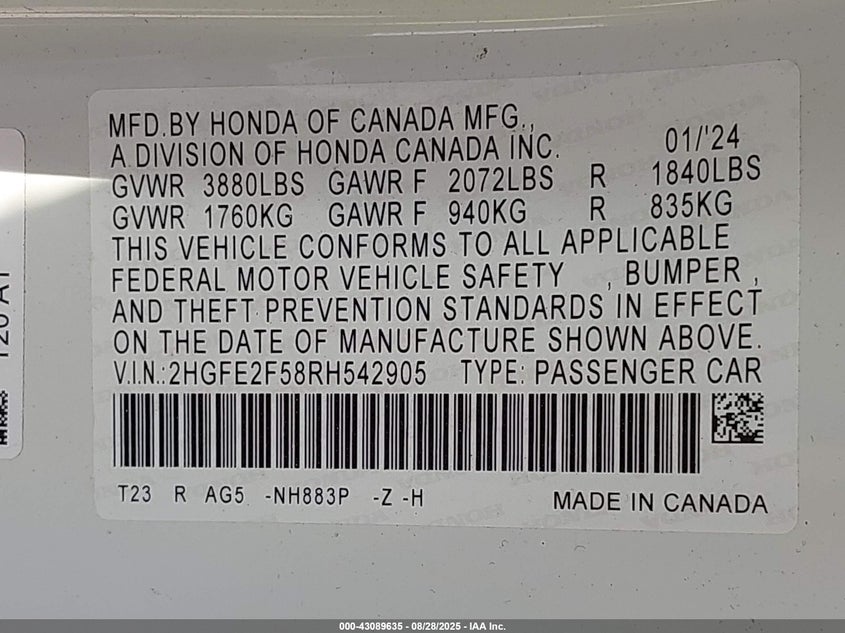 MFD.BY HONDA OF CANADA MFG.,
A DIVISION OF HONDA CANADA INC. 01/'24
GVWR 3880LBS GAWR F 2072LBS R 1840LBS
GVWR 1760KG GAWR F 940KG R 835KG
THIS VEHICLE CONFORMS TO ALL APPLICABLE
FEDERAL MOTOR VEHICLE SAFETY , BUMPER ,
AND THEFT PREVENTION STANDARDS IN EFFECT
ON THE DATE OF MANUFACTURE SHOWN ABOVE.
V.I.N.:2HGFE2F58RH542905 TYPE: PASSENGER CAR
T23 R AG5 -NH883P -Z -H MADE IN CANADA
000-43089635 - 08/28/2025 - IAA Inc.